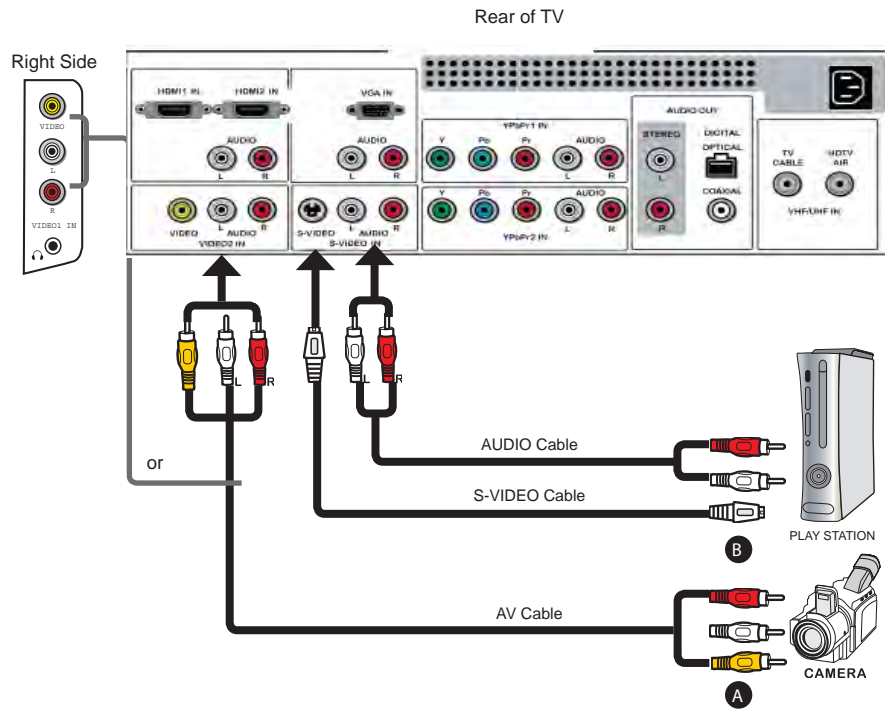 Rear of TV
Right Side
VIDEO
L
R
VIDEO1 IN
HDMI1 IN HDMI2 IN
AUDIO
L R
VIDEO L AUDIO R
VIDEO2 IN
VGA IN
AUDIO
L R
S-VIDEO L AUDIO R
S-VIDEO IN
YPbPr1 IN
Y Pb Pr AUDIO
L R
Y Pb Pr AUDIO
L R
YPbPr2 IN
AUDIO OUT
STEREO DIGITAL
OPTICAL
L
COAXIAL
R
TV CABLE
HDTV AIR
VHF/UHF IN
L R
L R
or
AUDIO Cable
S-VIDEO Cable
B
PLAY STATION
AV Cable
CAMERA
A